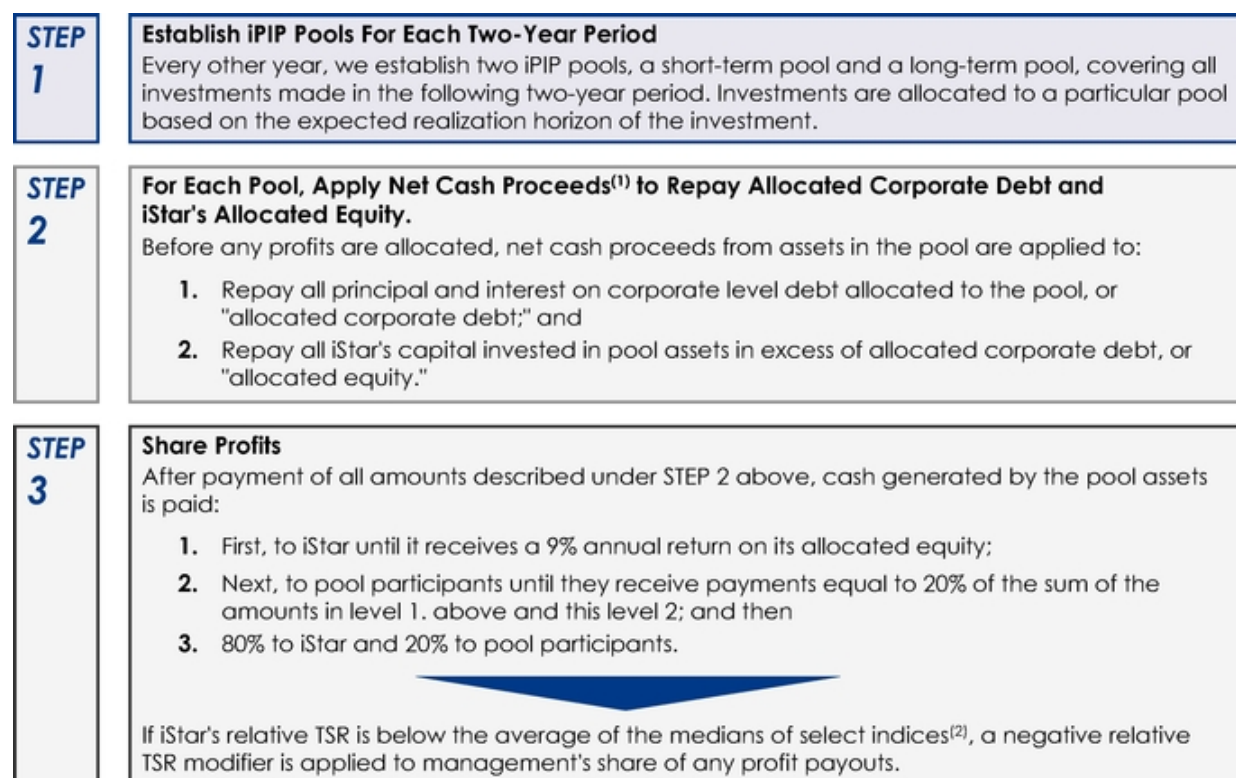 STEP
1
Establish iPIP Pools For Each Two-Year Period
Every other year, we establish two iPIP pools, a short-term pool and a long-term pool, covering all
investments made in the following two-year period. Investments are allocated to a particular pool
based on the expected realization horizon of the investment.
STEP
2
For Each Pool, Apply Net Cash Proceeds(1) to Repay Allocated Corporate Debt and
iStar's Allocated Equity.
Before any profits are allocated, net cash proceeds from assets in the pool are applied to:
1. Repay all principal and interest on corporate level debt allocated to the pool, or
"allocated corporate debt;" and
2. Repay all iStar's capital invested in pool assets in excess of allocated corporate debt, or
"allocated equity."
STEP
3
Share Profits
After payment of all amounts described under STEP 2 above, cash generated by the pool assets
is paid:
1. First, to iStar until it receives a 9% annual return on its allocated equity;
2. Next, to pool participants until they receive payments equal to 20% of the sum of the
amounts in level 1. above and this level 2; and then
3. 80% to iStar and 20% to pool participants.
If iStar's relative TSR is below the average of the medians of select indices(2), a negative relative
TSR modifier is applied to management's share of any profit payouts.